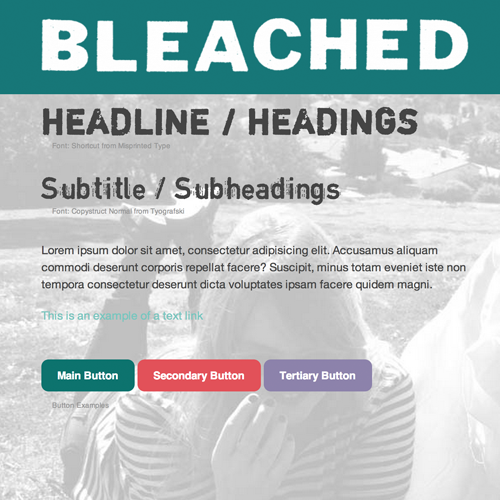 BLEACHED
HEADLINE / HEADINGS
Font: Shortcut from Misprinted Type
Subtitle / Subheadings
Font: Copystruct Normal from Tyografski
Lorem ipsum dolor sit amet, consectetur adipisicing elit. Accusamus aliquam
commodi deserunt corporis repellat facere? Suscipit, minus totam eveniet iste non
tempora consectetur deserunt dicta voluptates ipsam facere quidem magni.
This is an example of a text link
Main Button
Secondary Button
Tertiary Button
Button Examples